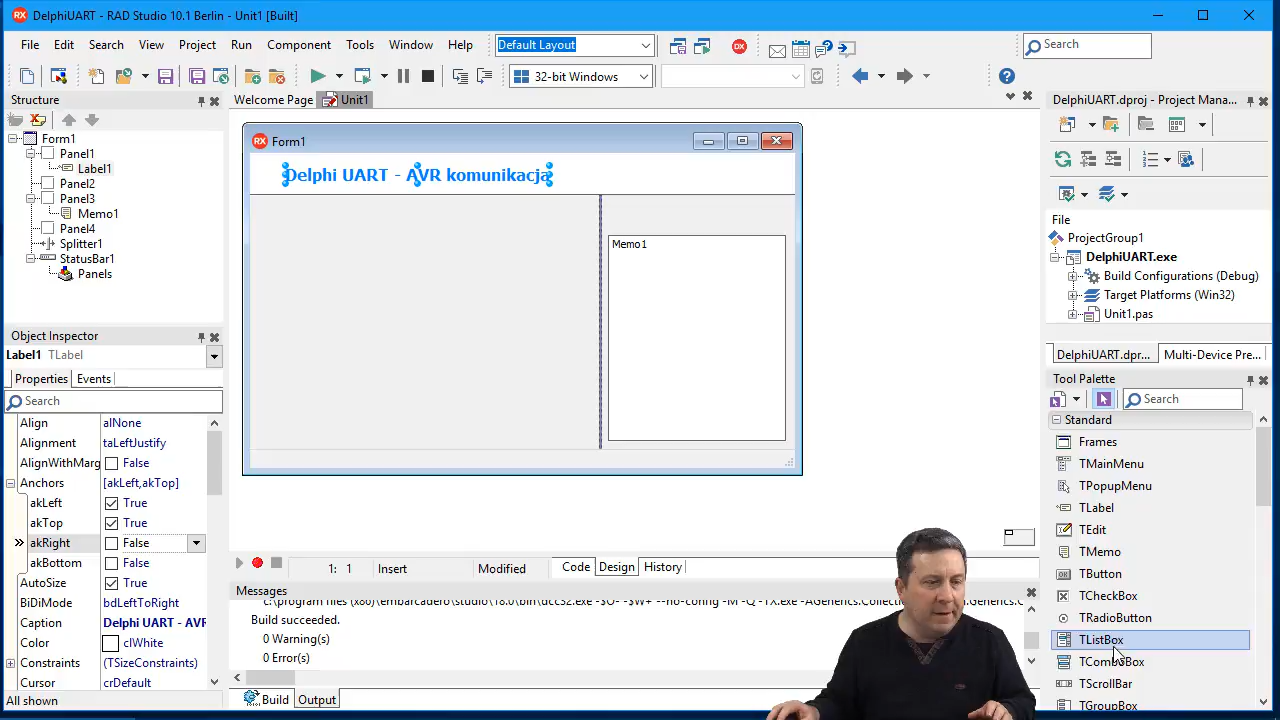 DelphiUART - RAD Studio 10.1 Berlin - Unit1 [Built]
File Edit Search View Project Run Component Tools Window Help Default Layout Search
32-bit Windows
Structure
Welcome Page Unit1
DelphiUART.dproj - Project Mana...
Form1
Panel1
Label1
Panel2
Panel3
Memo1
Panel4
Splitter1
StatusBar1
Panels
Form1
Delphi UART - AVR komunikacja
Memo1
File
ProjectGroup1
DelphiUART.exe
Build Configurations (Debug)
Target Platforms (Win32)
Unit1.pas
DelphiUART.dpr... Multi-Device Pre...
Object Inspector
Label1 TLabel
Properties Events
Search
Align alNone
Alignment taLeftJustify
AlignWithMarg False
Anchors [akLeft,akTop]
akLeft True
akTop True
akRight False
akBottom False
AutoSize True
BiDiMode bdLeftToRight
Caption Delphi UART - AVR
Color clWhite
Constraints (TSizeConstraints)
Cursor crDefault
All shown
1: 1 Insert Modified Code Design History
Messages
Build succeeded.
0 Warning(s)
0 Error(s)
Build Output
Tool Palette
Search
Standard
Frames
TMainMenu
TPopupMenu
TLabel
TEdit
TMemo
TButton
TCheckBox
TRadioButton
TListBox
TComboBox
TScrollBar
TGroupBox